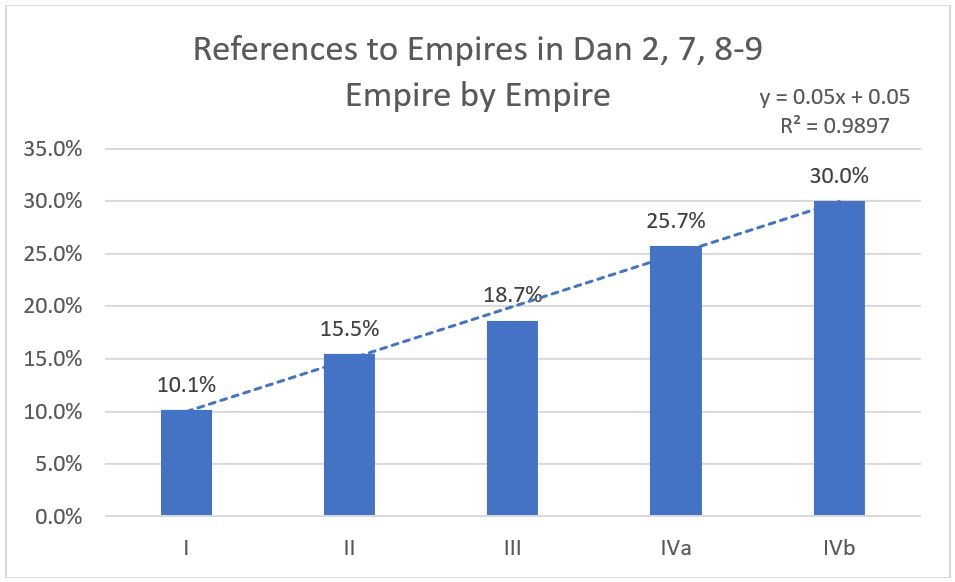 References to Empires in Dan 2, 7, 8-9
Empire by Empire
y = 0.05x + 0.05
R² = 0.9897
35.0%
30.0%
25.0%
20.0%
15.0%
10.0%
5.0%
0.0%
10.1%
15.5%
18.7%
25.7%
30.0%
I
II
III
IVa
IVb